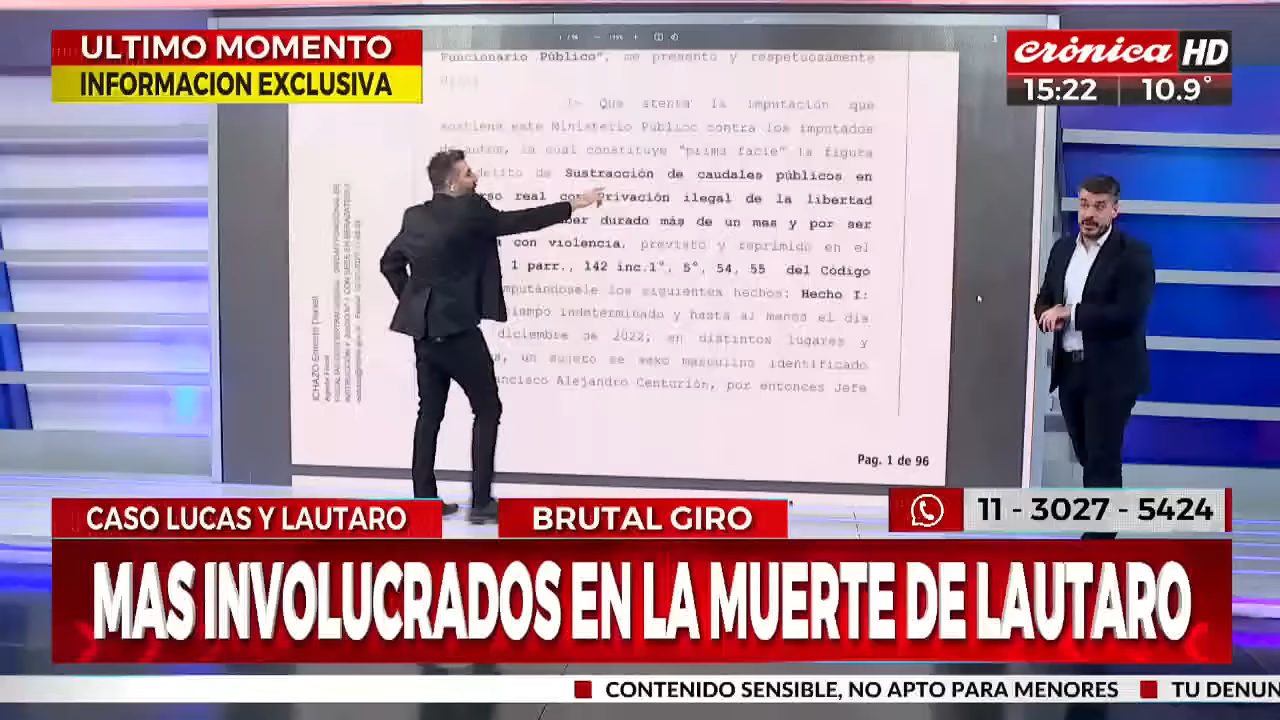 ULTIMO MOMENTO
INFORMACION EXCLUSIVA
crónica HD
15:22 10.9°
Funcionario Público", me presento y respetuosamente
I- Que atenta la imputación que
sostiene este Ministerio Público contra los imputados
de autos, la cual constituye "prima facie" la figura
delito de Sustracción de caudales públicos en
real con Privación ilegal de la libertad
durado más de un mes y por ser
con violencia, previsto y reprimido en el
1 parr., 142 inc.1°, 5°, 54, 55 del Código
los siguientes hechos: Hecho I:
indeterminado y hasta al menos el día
diciembre de 2022, en distintos lugares y
un sujeto de sexo masculino identificado
Alejandro Centurión, por entonces Jefe
ICHAZO Ernesto Daniel
Agente Fiscal
Pag. 1 de 96
CASO LUCAS Y LAUTARO
BRUTAL GIRO
11 - 3027 - 5424
MAS INVOLUCRADOS EN LA MUERTE DE LAUTARO
CONTENIDO SENSIBLE, NO APTO PARA MENORES TU DENUN